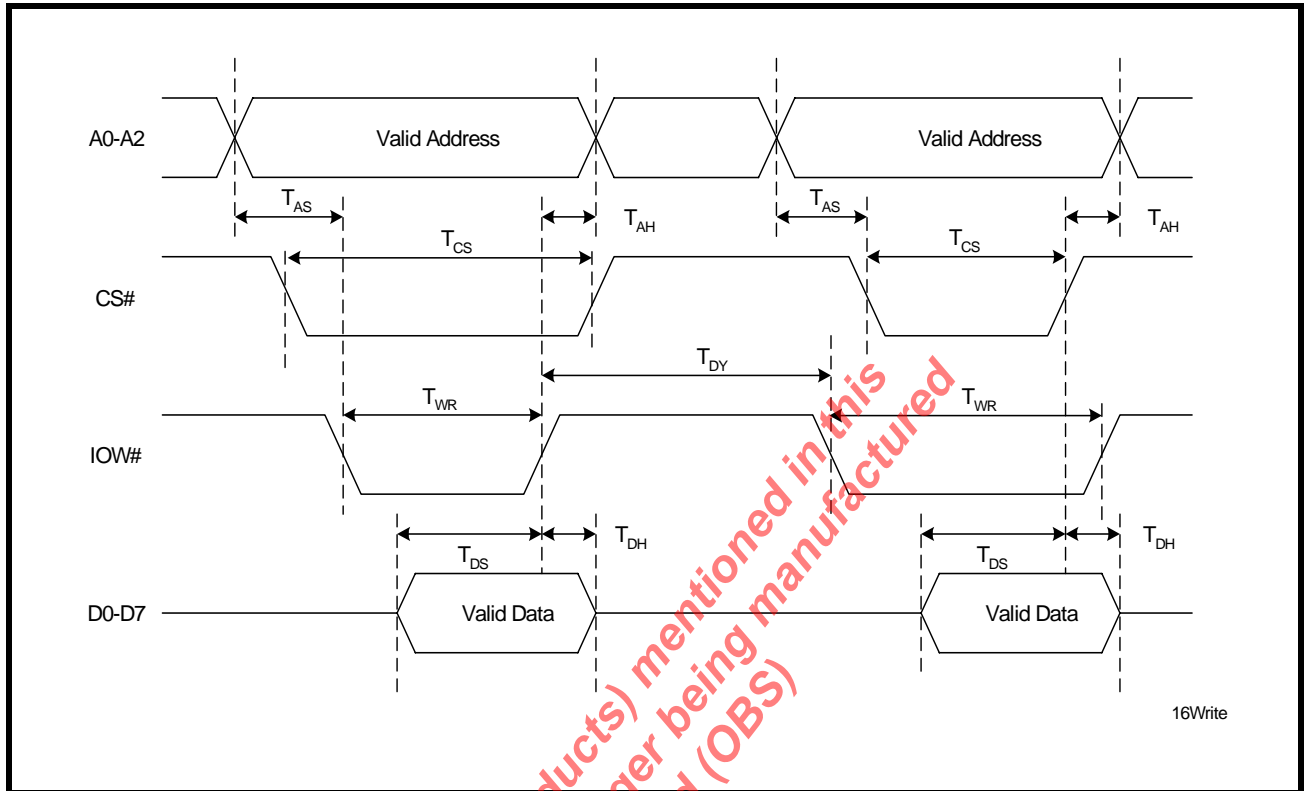 A0-A2
Valid Address
Valid Address
TAS
TAH
TAS
TAH
TCS
TCS
CS#
TDY
TWR
TWR
IOW#
TDH
TDH
TDS
TDS
D0-D7
Valid Data
Valid Data
16Write
ducts) mentioned in this
ger being manufactured
d (OBS)